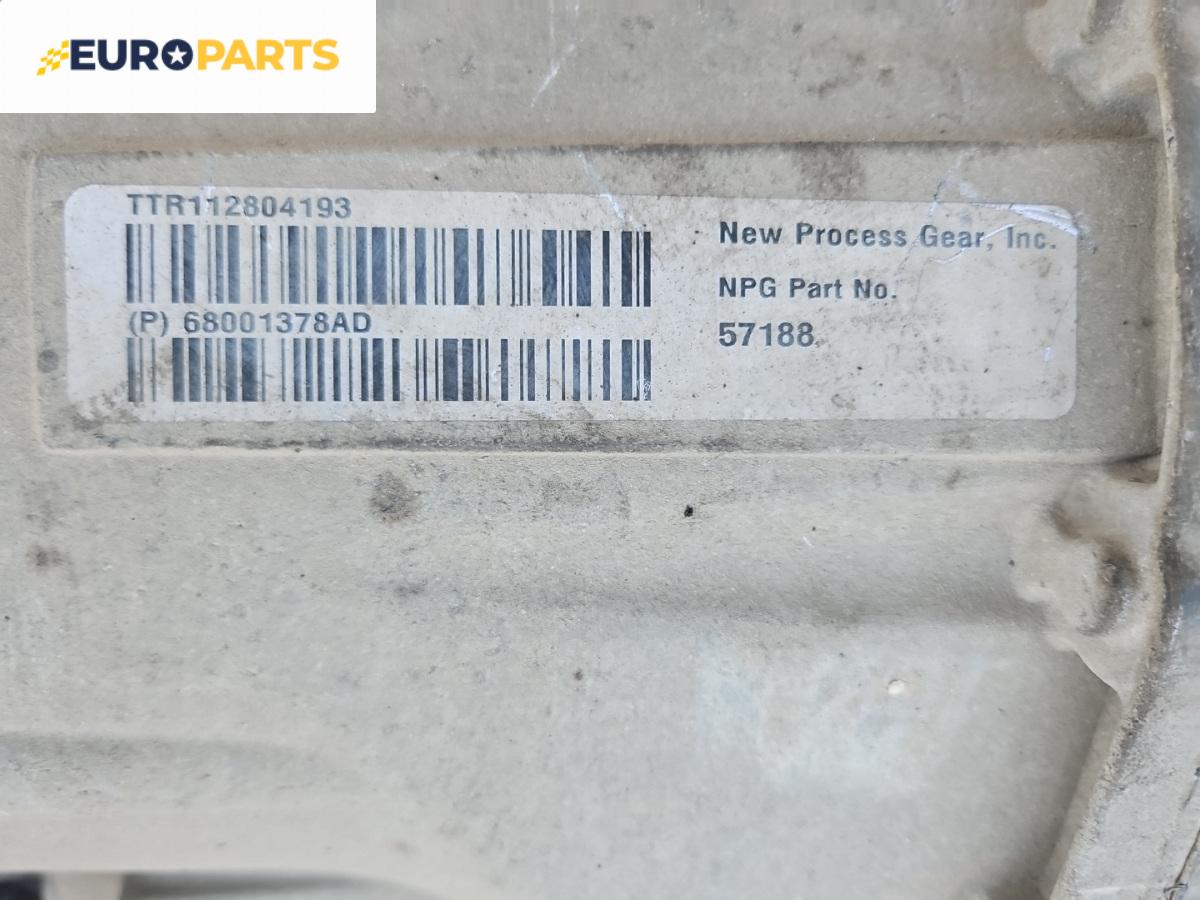 EUROPARTS
TTR112804193
(P) 68001378AD
New Process Gear, Inc.
NPG Part No.
57188